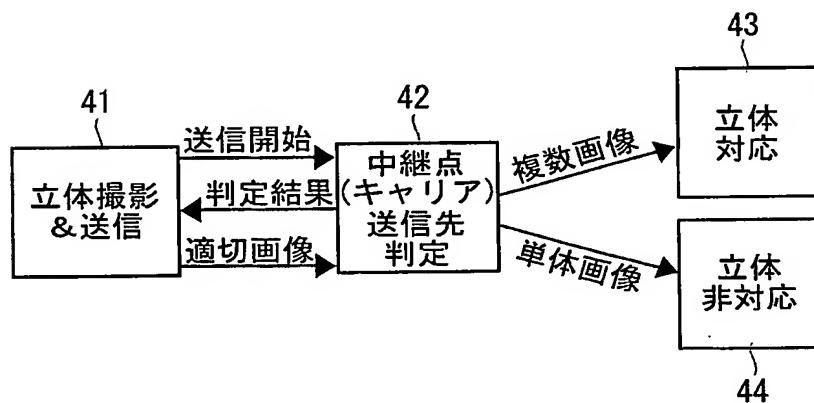 41
立体撮影
&送信
送信開始
判定結果
適切画像
42
中継点
(キャリア)
送信先
判定
複数画像
単体画像
43
立体
対応
立体
非対応
44